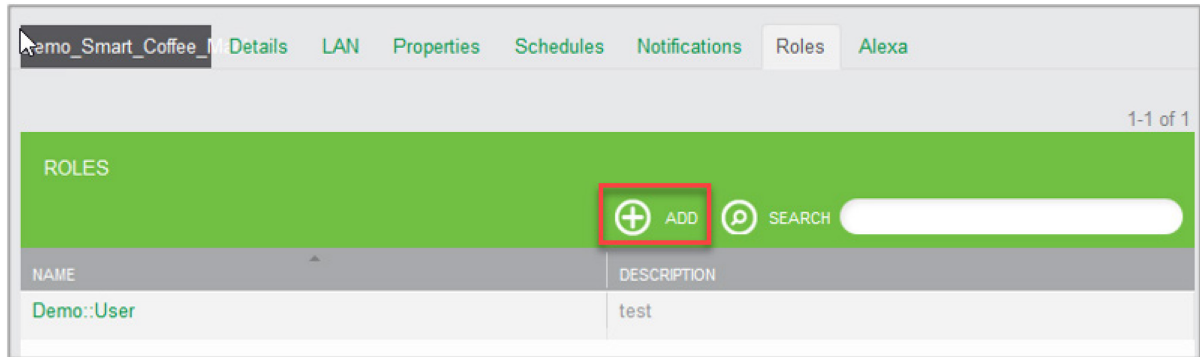 Demo_Smart_Coffee_M Details LAN Properties Schedules Notifications Roles Alexa
1-1 of 1
ROLES
ADD SEARCH
NAME DESCRIPTION
Demo::User test